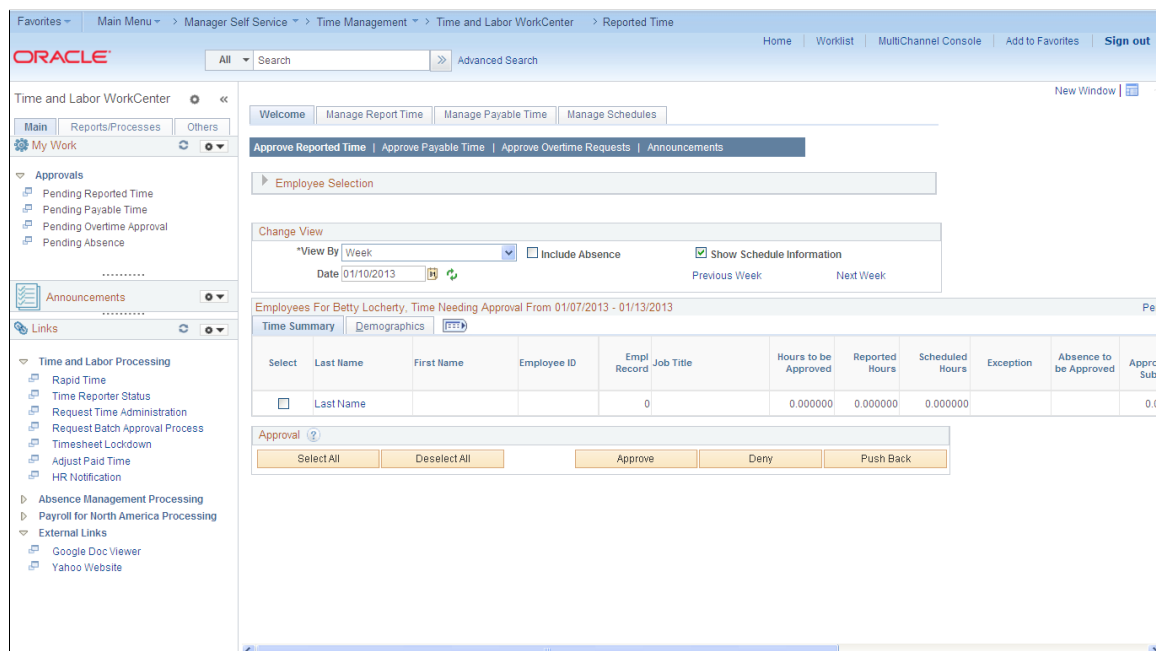 Favorites Main Menu > Manager Self Service > Time Management > Time and Labor WorkCenter > Reported Time
Home Worklist MultiChannel Console Add to Favorites Sign out
ORACLE All Search Advanced Search
New Window
Time and Labor WorkCenter
Main Reports/Processes Others
My Work
Approvals
Pending Reported Time
Pending Payable Time
Pending Overtime Approval
Pending Absence
Announcements
Links
Time and Labor Processing
Rapid Time
Time Reporter Status
Request Time Administration
Request Batch Approval Process
Timesheet Lockdown
Adjust Paid Time
HR Notification
Absence Management Processing
Payroll for North America Processing
External Links
Google Doc Viewer
Yahoo Website
Welcome Manage Report Time Manage Payable Time Manage Schedules
Approve Reported Time | Approve Payable Time | Approve Overtime Requests | Announcements
Employee Selection
Change View
*View By Week Include Absence Show Schedule Information
Date 01/10/2013 Previous Week Next Week
Employees For Betty Locherty, Time Needing Approval From 01/07/2013 - 01/13/2013 Pe
Time Summary Demographics
Select Last Name First Name Employee ID Empl Record Job Title Hours to be Approved Reported Hours Scheduled Hours Exception Absence to be Approved Appro Sub
Last Name 0 0.000000 0.000000 0.000000 0.0
Approval ?
Select All Deselect All Approve Deny Push Back